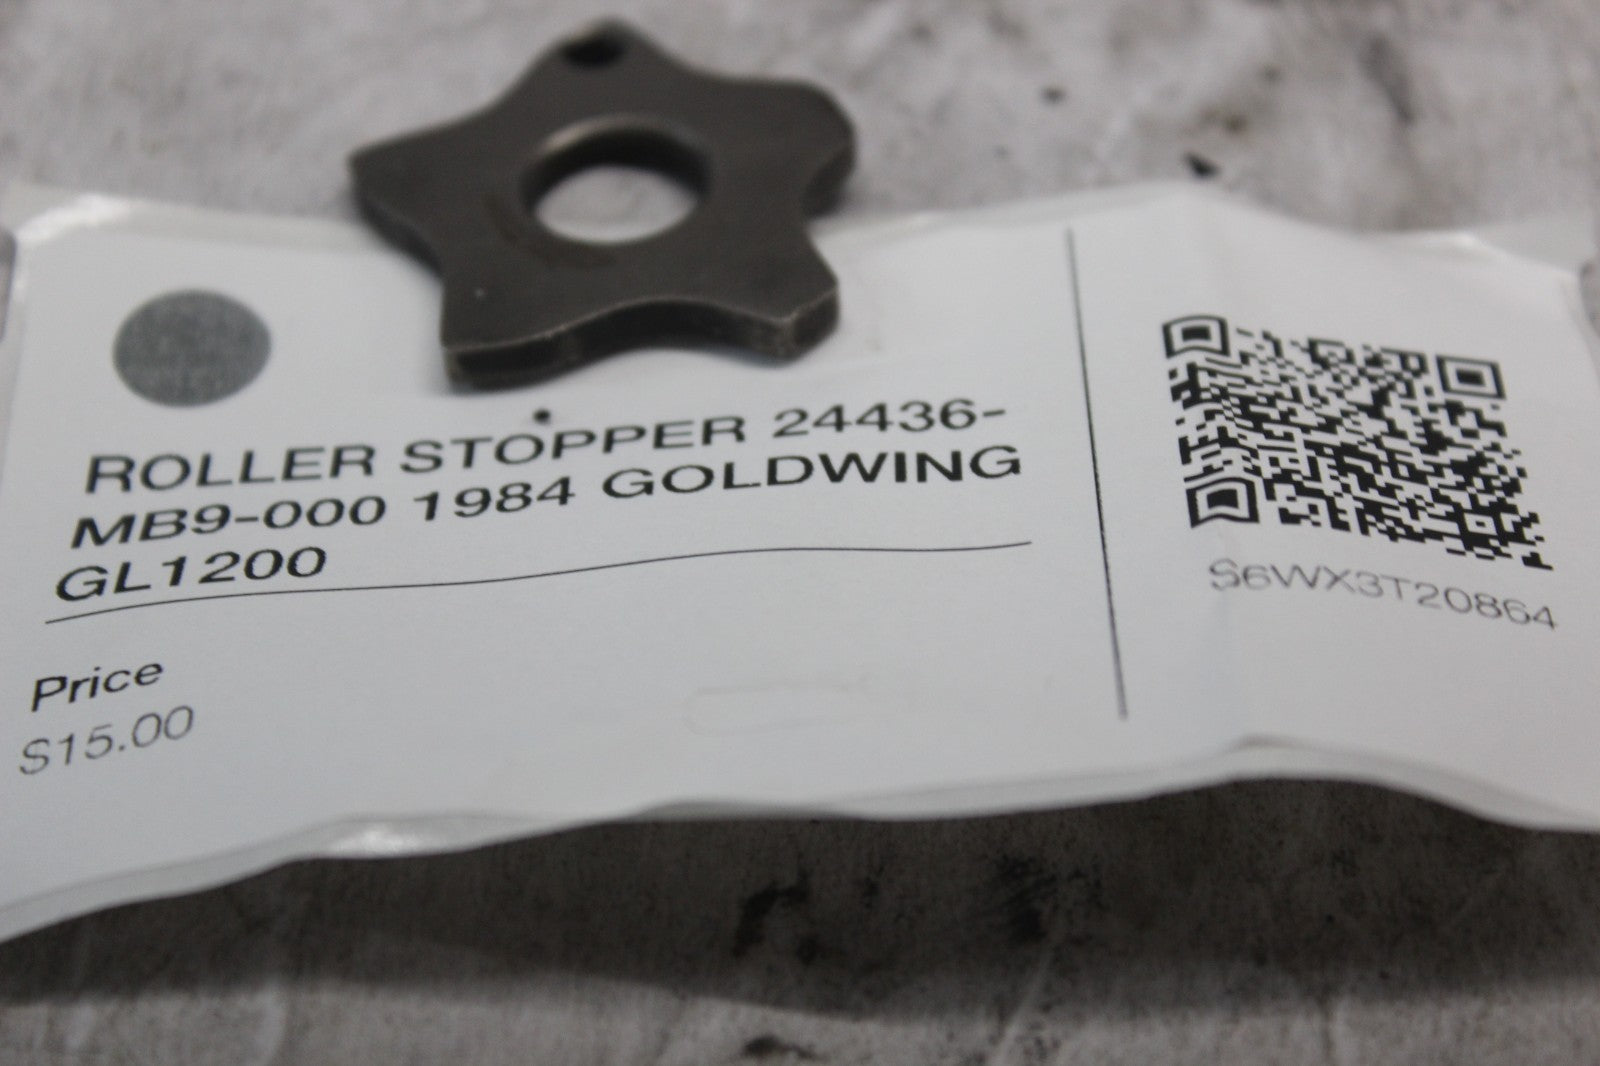 ROLLER STOPPER 24436-
MB9-000 1984 GOLDWING
GL1200
Price
$15.00
S6WX3T20864